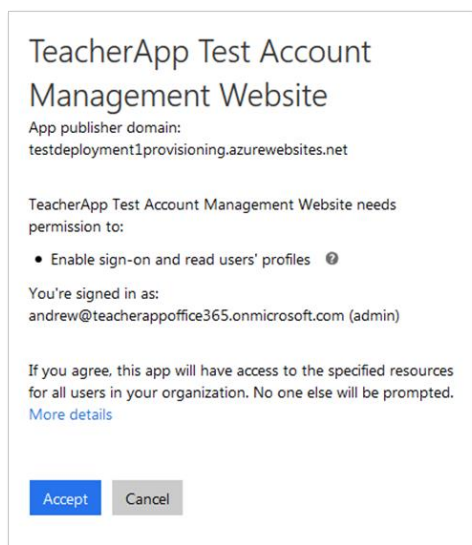 TeacherApp Test Account
Management Website
App publisher domain:
testdeployment1provisioning.azurewebsites.net
TeacherApp Test Account Management Website needs
permission to:
• Enable sign-on and read users' profiles ?
You're signed in as:
andrew@teacherappoffice365.onmicrosoft.com (admin)
If you agree, this app will have access to the specified resources
for all users in your organization. No one else will be prompted.
More details
Accept Cancel